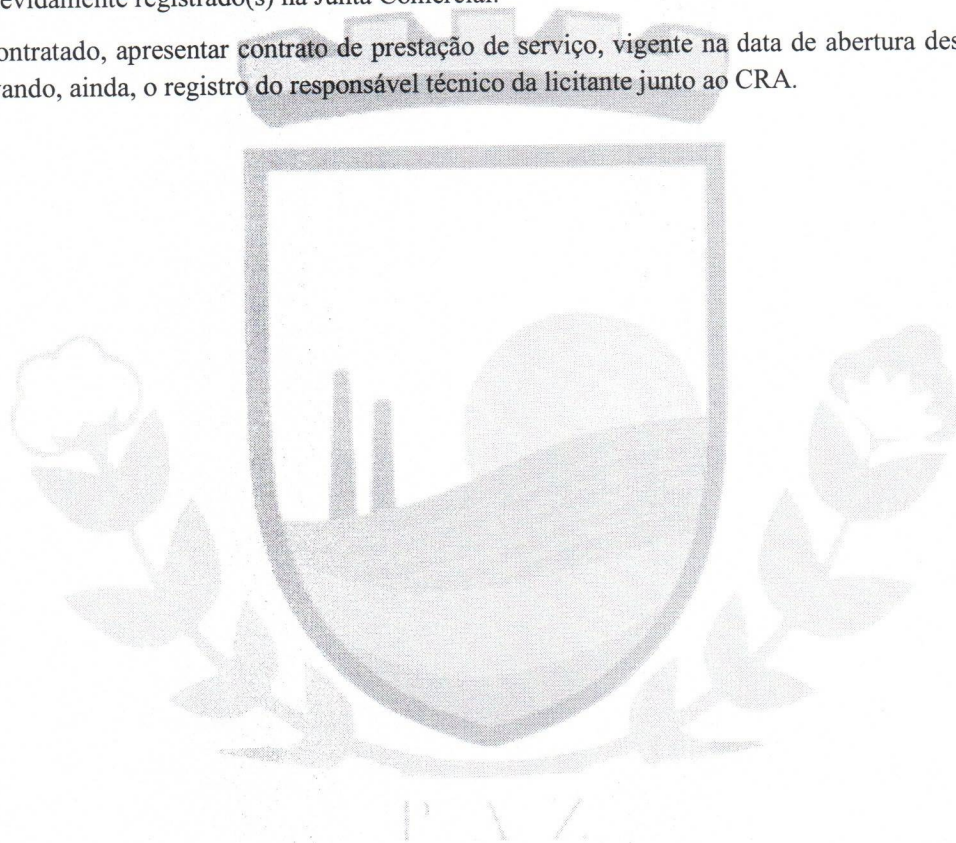 evidamente registrado(s) na Junta Comercial.
ontratado, apresentar contrato de prestação de serviço, vigente na data de abertura des
ando, ainda, o registro do responsável técnico da licitante junto ao CRA.
PAZ